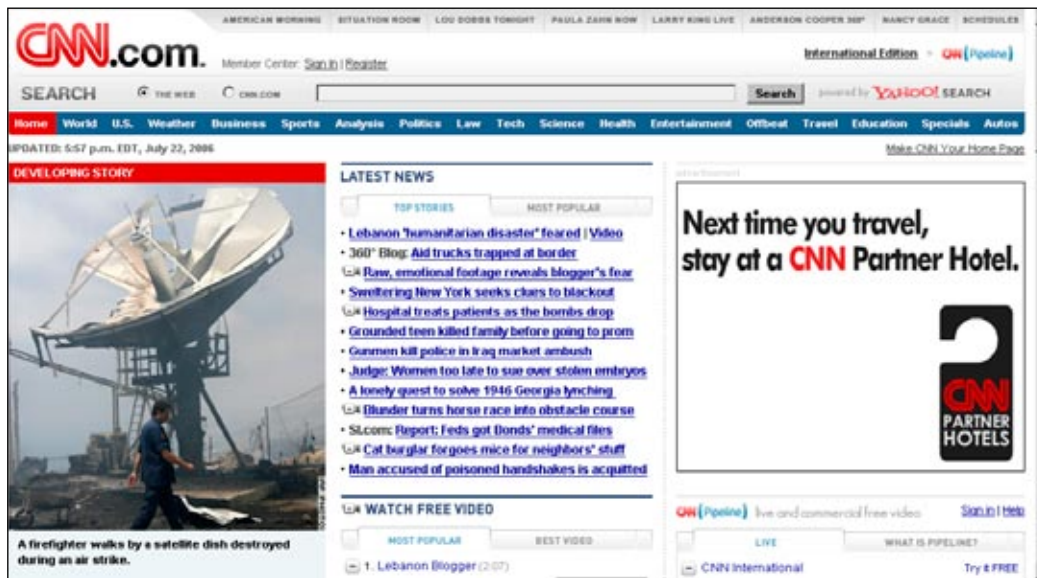 AMERICAN MORNING SITUATION ROOM LOU DOBBS TONIGHT PAULA ZAHN NOW LARRY KING LIVE ANDERSON COOPER 360° NANCY GRACE SCHEDULES
CNN.com.
Member Center: Sign In | Register
International Edition CNN (Pipeline)
SEARCH THE WEB CNN.COM Search powered by YAHOO! SEARCH
Home World U.S. Weather Business Sports Analysis Politics Law Tech Science Health Entertainment Offbeat Travel Education Specials Autos
UPDATED: 5:57 p.m. EDT, July 22, 2006
Make CNN Your Home Page
DEVELOPING STORY
A firefighter walks by a satellite dish destroyed
during an air strike.
LATEST NEWS
TOP STORIES MOST POPULAR
• Lebanon 'humanitarian disaster' feared | Video
• 360° Blog: Aid trucks trapped at border
Raw, emotional footage reveals blogger's fear
• Sweltering New York seeks clues to blackout
Hospital treats patients as the bombs drop
• Grounded teen killed family before going to prom
• Gunmen kill police in Iraq market ambush
• Judge: Women too late to sue over stolen embryos
• A lonely quest to solve 1946 Georgia lynching
Blunder turns horse race into obstacle course
• SI.com: Report: Feds got Bonds' medical files
Cat burglar forgoes mice for neighbors' stuff
• Man accused of poisoned handshakes is acquitted
WATCH FREE VIDEO
MOST POPULAR BEST VIDEO
1. Lebanon Blogger (2:07)
advertisement
Next time you travel,
stay at a CNN Partner Hotel.
CNN
PARTNER
HOTELS
CNN (Pipeline) live and commercial free video Sign in | Help
LIVE WHAT IS PIPELINE?
CNN International Try it FREE